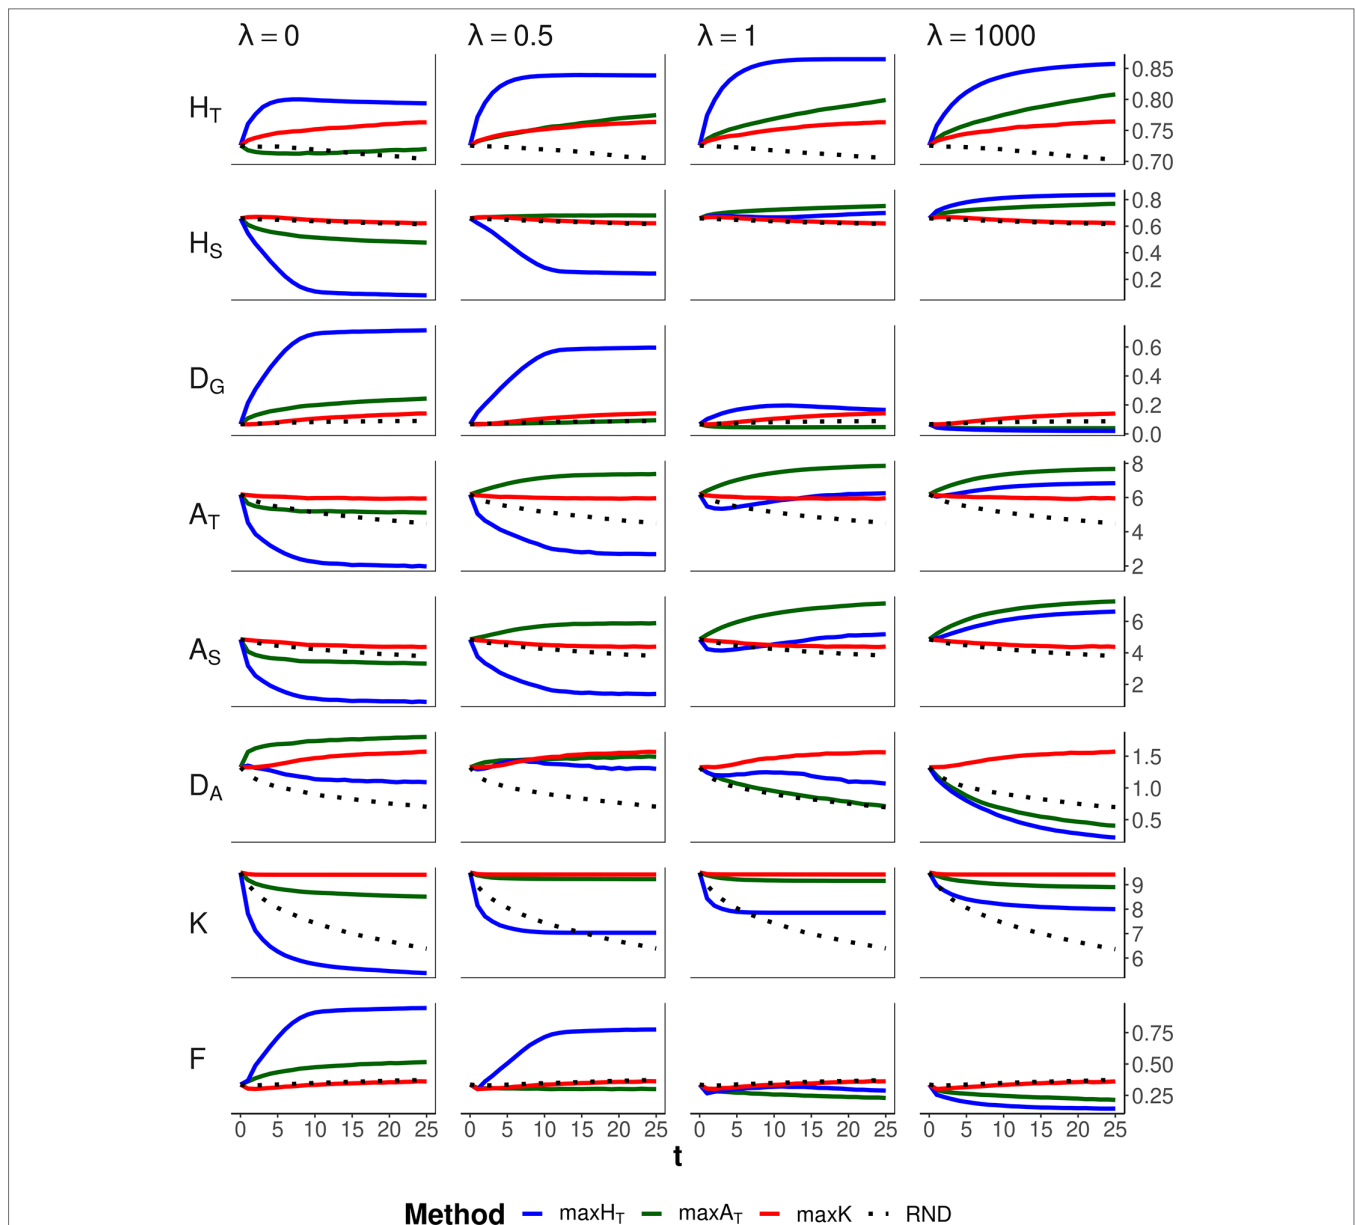 λ = 0 λ = 0.5 λ = 1 λ = 1000
H_T
0.85
0.80
0.75
0.70
H_S
0.8
0.6
0.4
0.2
D_G
0.6
0.4
0.2
0.0
A_T
8
6
4
2
A_S
6
4
2
D_A
1.5
1.0
0.5
K
9
8
7
6
F
0.75
0.50
0.25
0 5 10 15 20 25 0 5 10 15 20 25 0 5 10 15 20 25 0 5 10 15 20 25
t
Method maxH_T maxA_T maxK RND